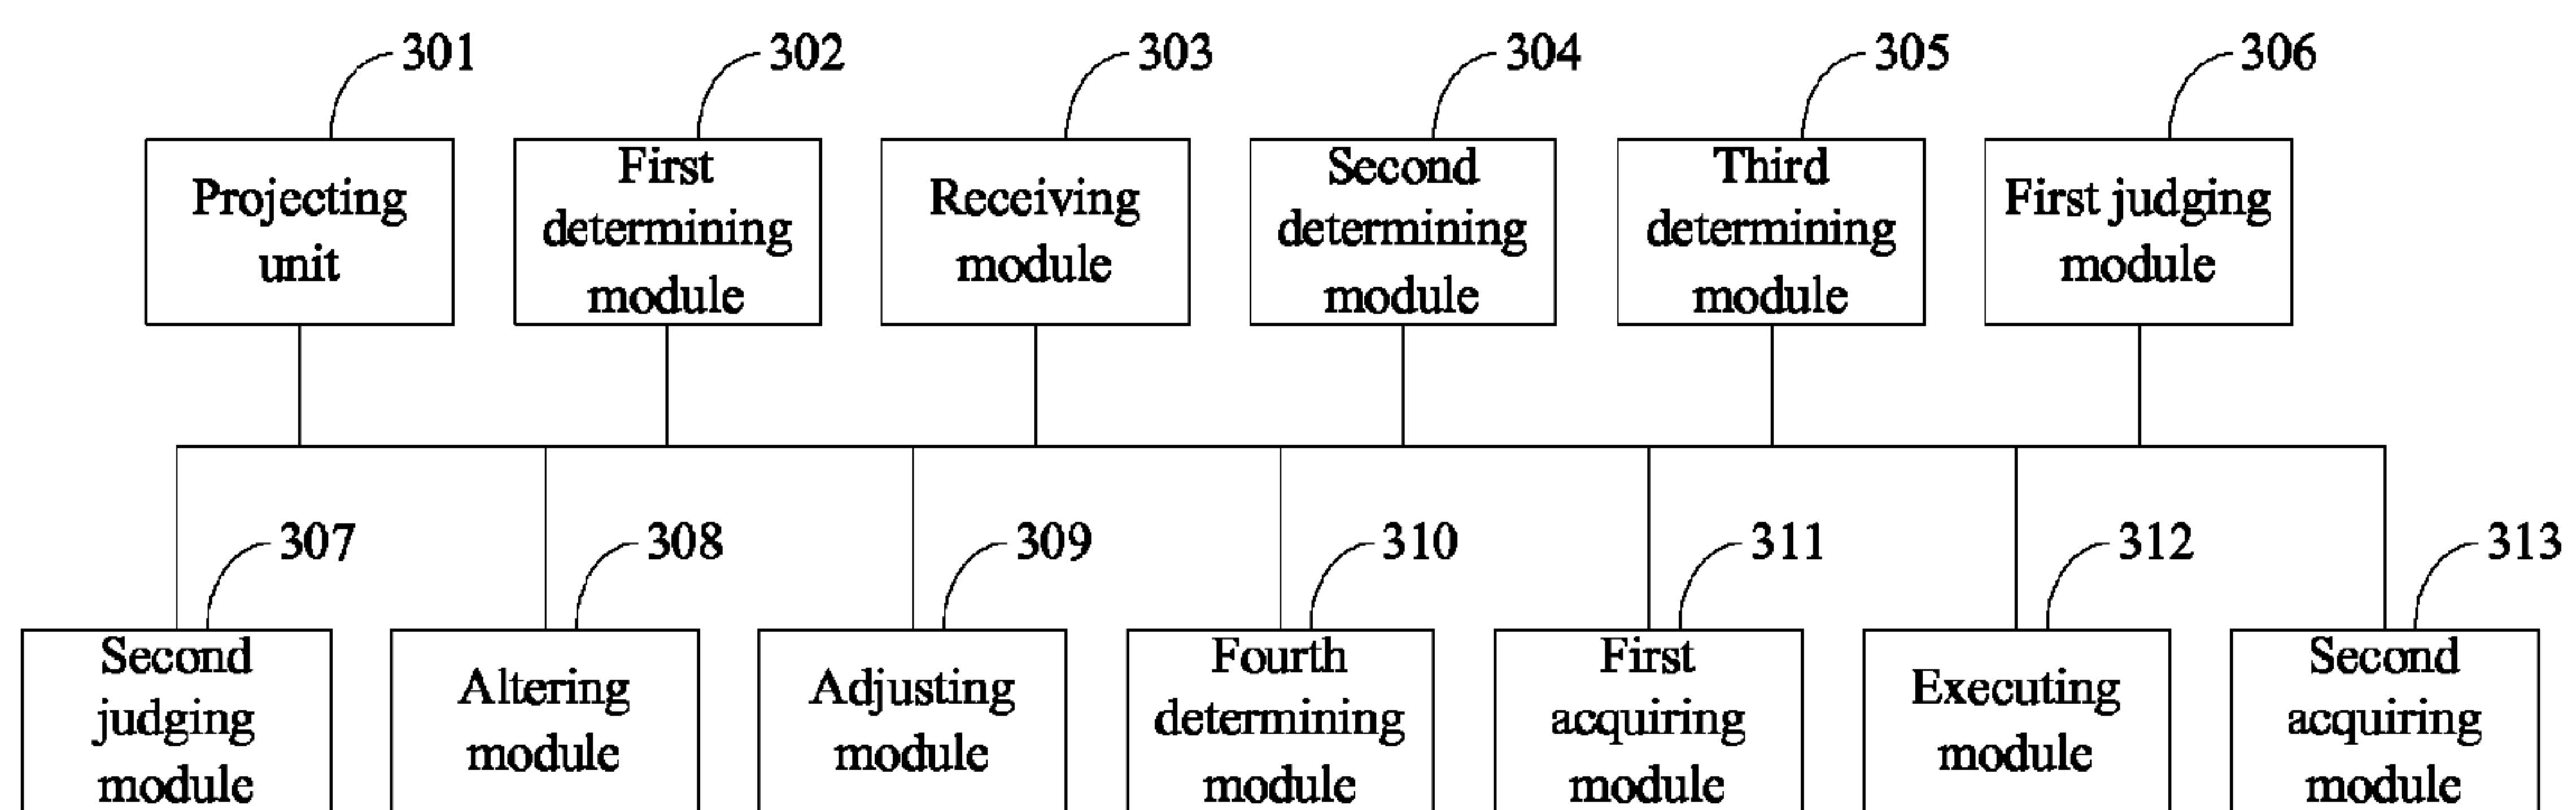 301
302
303
304
305
306
Projecting
unit
First
determining
module
Receiving
module
Second
determining
module
Third
determining
module
First judging
module
307
308
309
310
311
312
313
Second
judging
module
Altering
module
Adjusting
module
Fourth
determining
module
First
acquiring
module
Executing
module
Second
acquiring
module